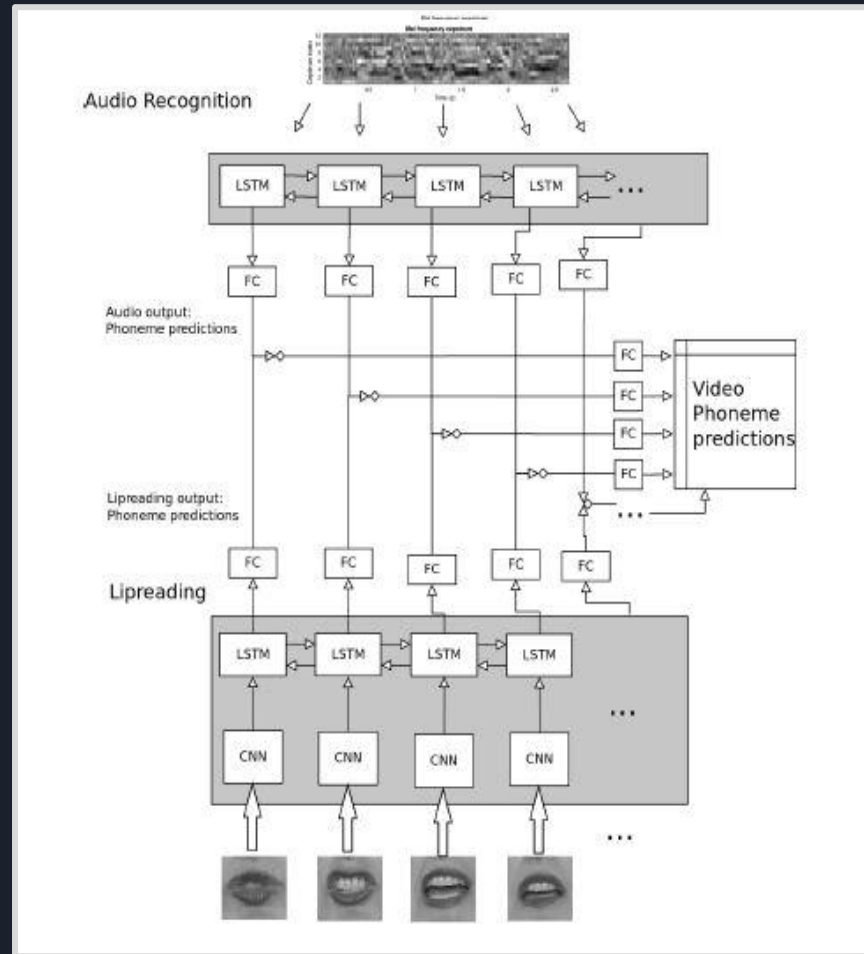 Mel frequency cepstrum
Time (s)
Audio Recognition
LSTM LSTM LSTM LSTM ...
FC FC FC FC FC
Audio output:
Phoneme predictions
FC
FC
FC
FC
Video
Phoneme
predictions
Lipreading output:
Phoneme predictions
...
FC FC FC FC FC
Lipreading
LSTM LSTM LSTM LSTM
...
CNN CNN CNN CNN
...